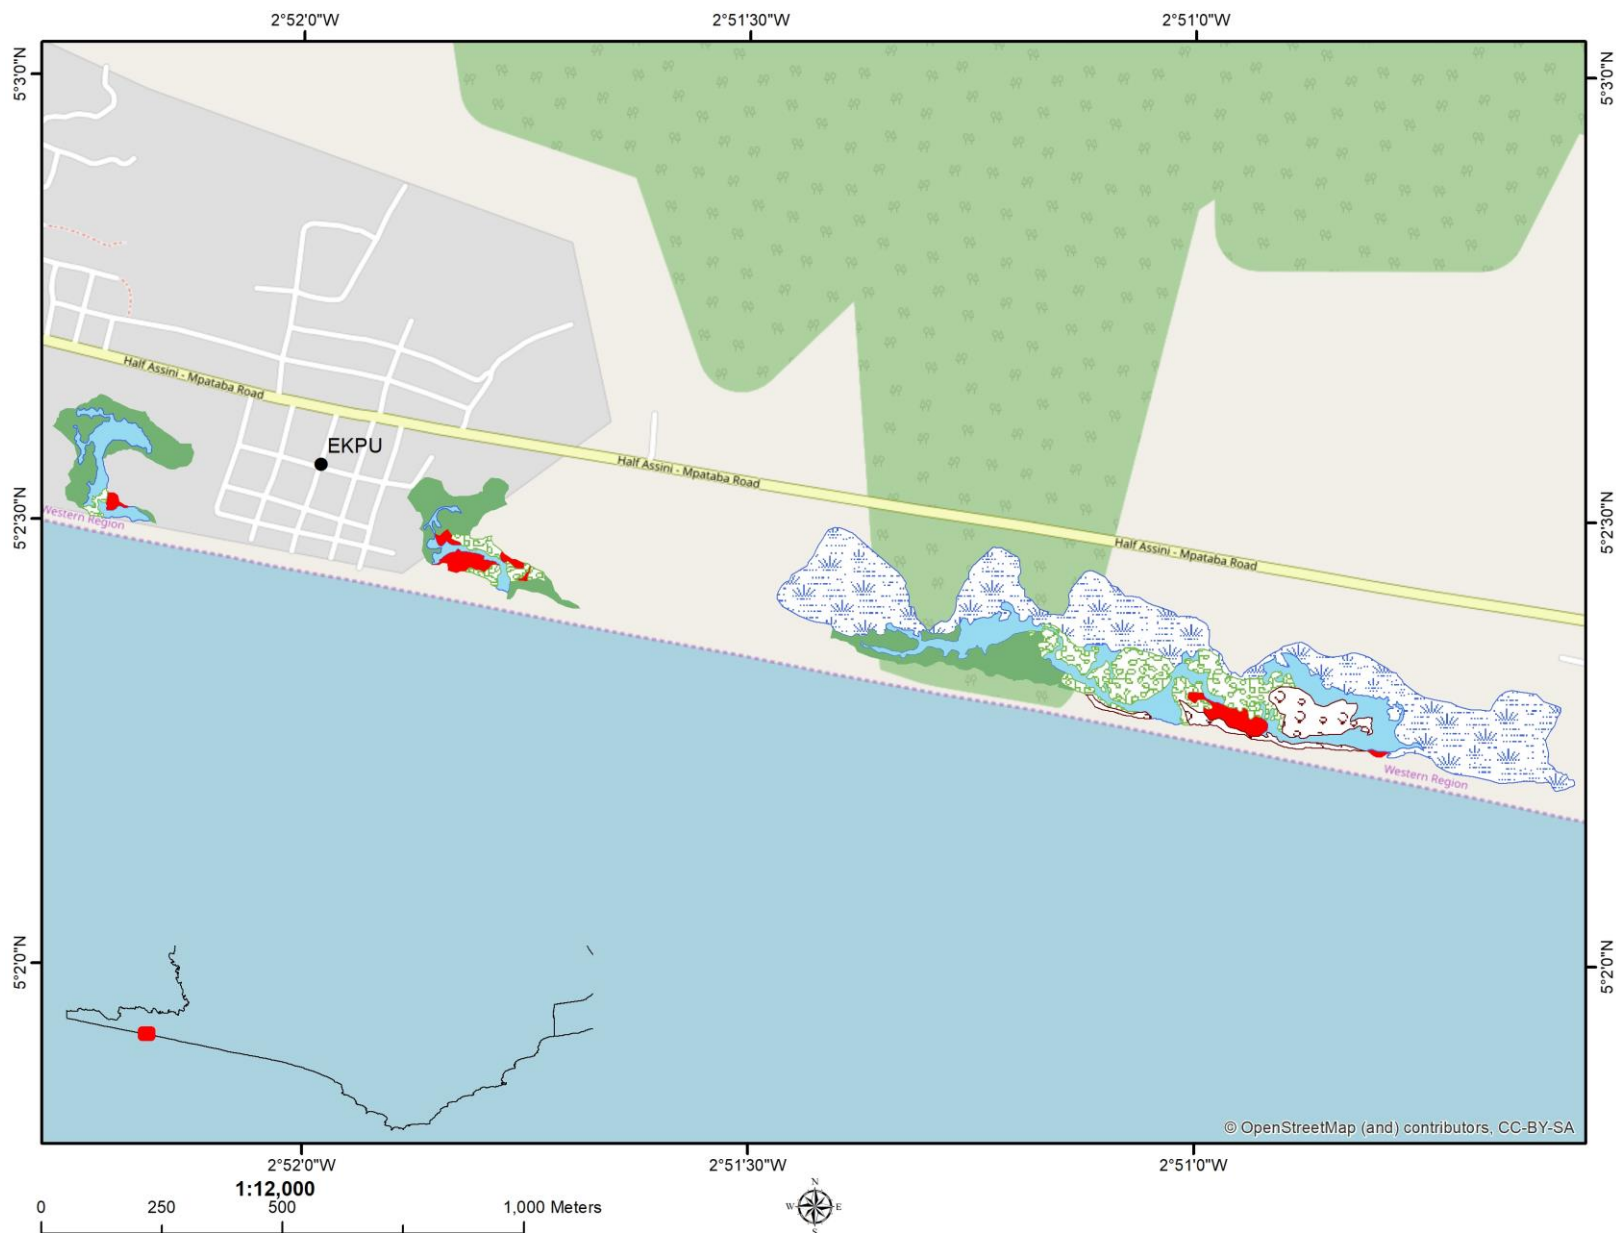 2°52'0"W 2°51'30"W 2°51'0"W
5°3'0"N 5°3'0"N
Half Assini - Mpataba Road
EKPU
Half Assini - Mpataba Road
Western Region
5°2'30"N 5°2'30"N
Half Assini - Mpataba Road
Western Region
5°2'0"N 5°2'0"N
© OpenStreetMap (and) contributors, CC-BY-SA
2°52'0"W 2°51'30"W 2°51'0"W
1:12,000
0 250 500 1,000 Meters
N
W E
S